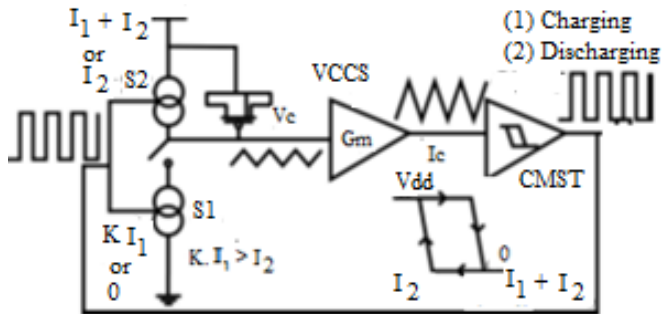 I1 + I2
or
I2 S2
Vc
VCCS
Gm
Ic
(1) Charging
(2) Discharging
CMST
Vdd
0
I2
I1 + I2
S1
K.I1
or
0
K. I1 > I2